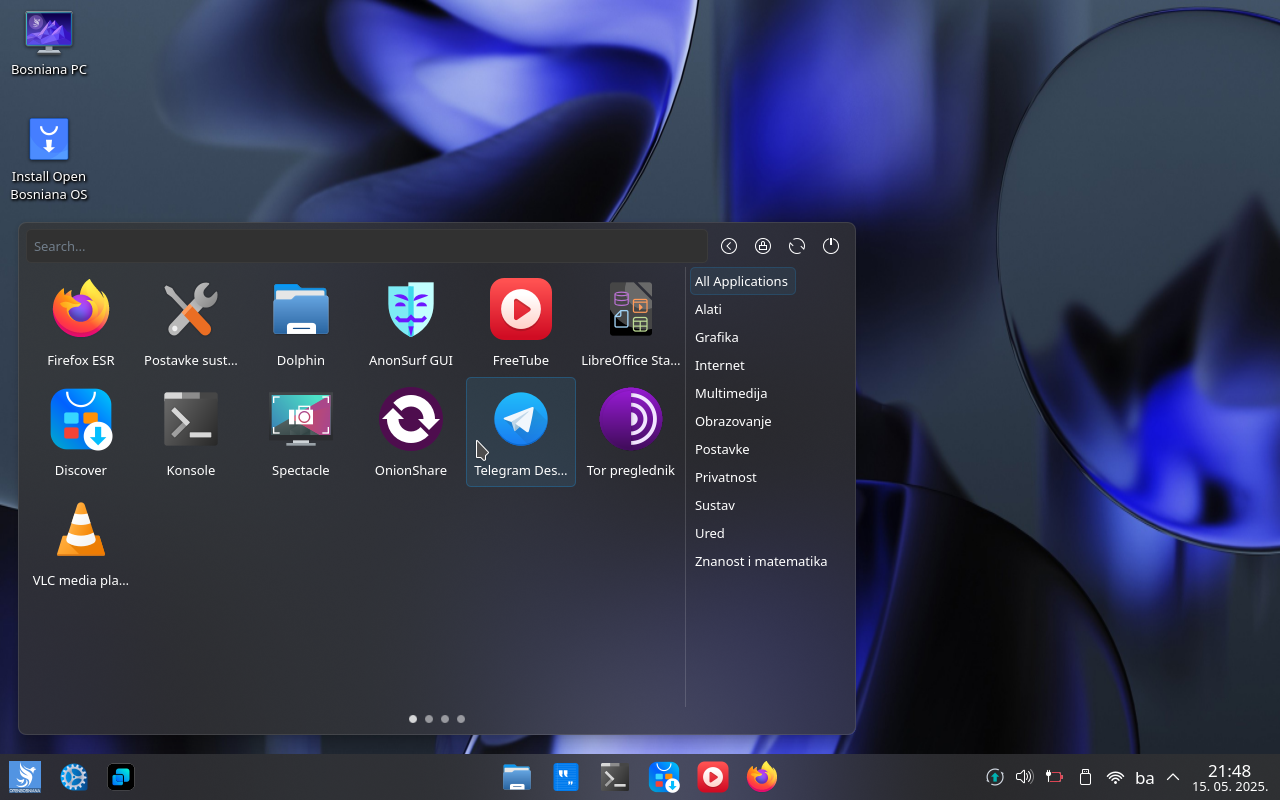 Bosniana PC
Install Open
Bosniana OS
Search...
Firefox ESR
Postavke sust...
Dolphin
AnonSurf GUI
FreeTube
LibreOffice Sta...
Discover
Konsole
Spectacle
OnionShare
Telegram Des...
Tor preglednik
VLC media pla...
All Applications
Alati
Grafika
Internet
Multimedija
Obrazovanje
Postavke
Privatnost
Sustav
Ured
Znanost i matematika
ba
21:48
15. 05. 2025.